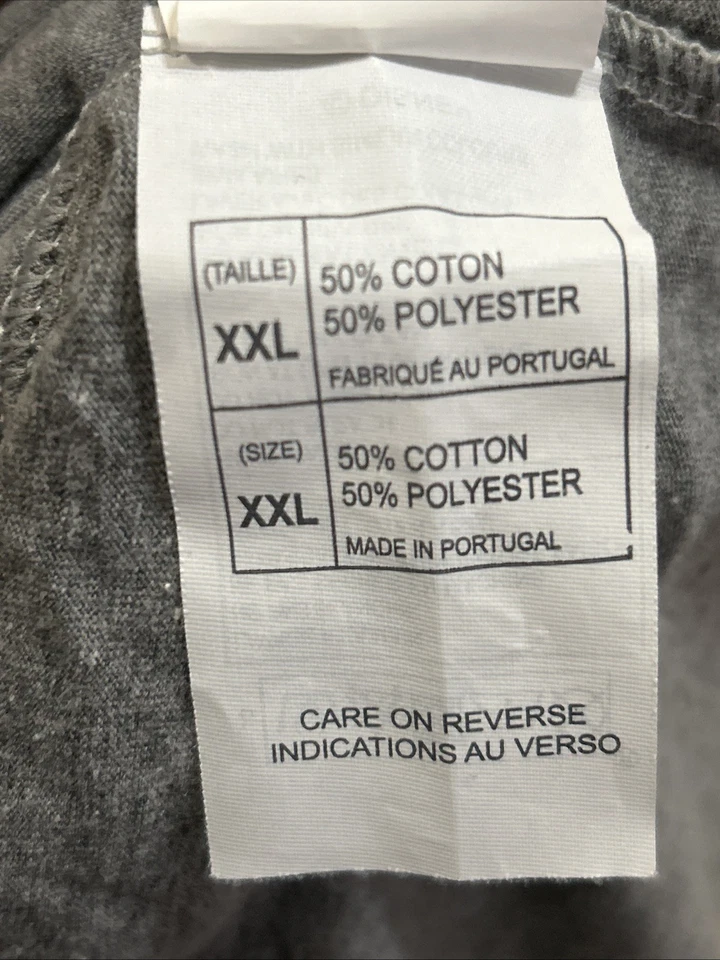 (TAILLE)
XXL
50% COTON
50% POLYESTER
FABRIQUÉ AU PORTUGAL
(SIZE)
XXL
50% COTTON
50% POLYESTER
MADE IN PORTUGAL
CARE ON REVERSE
INDICATIONS AU VERSO